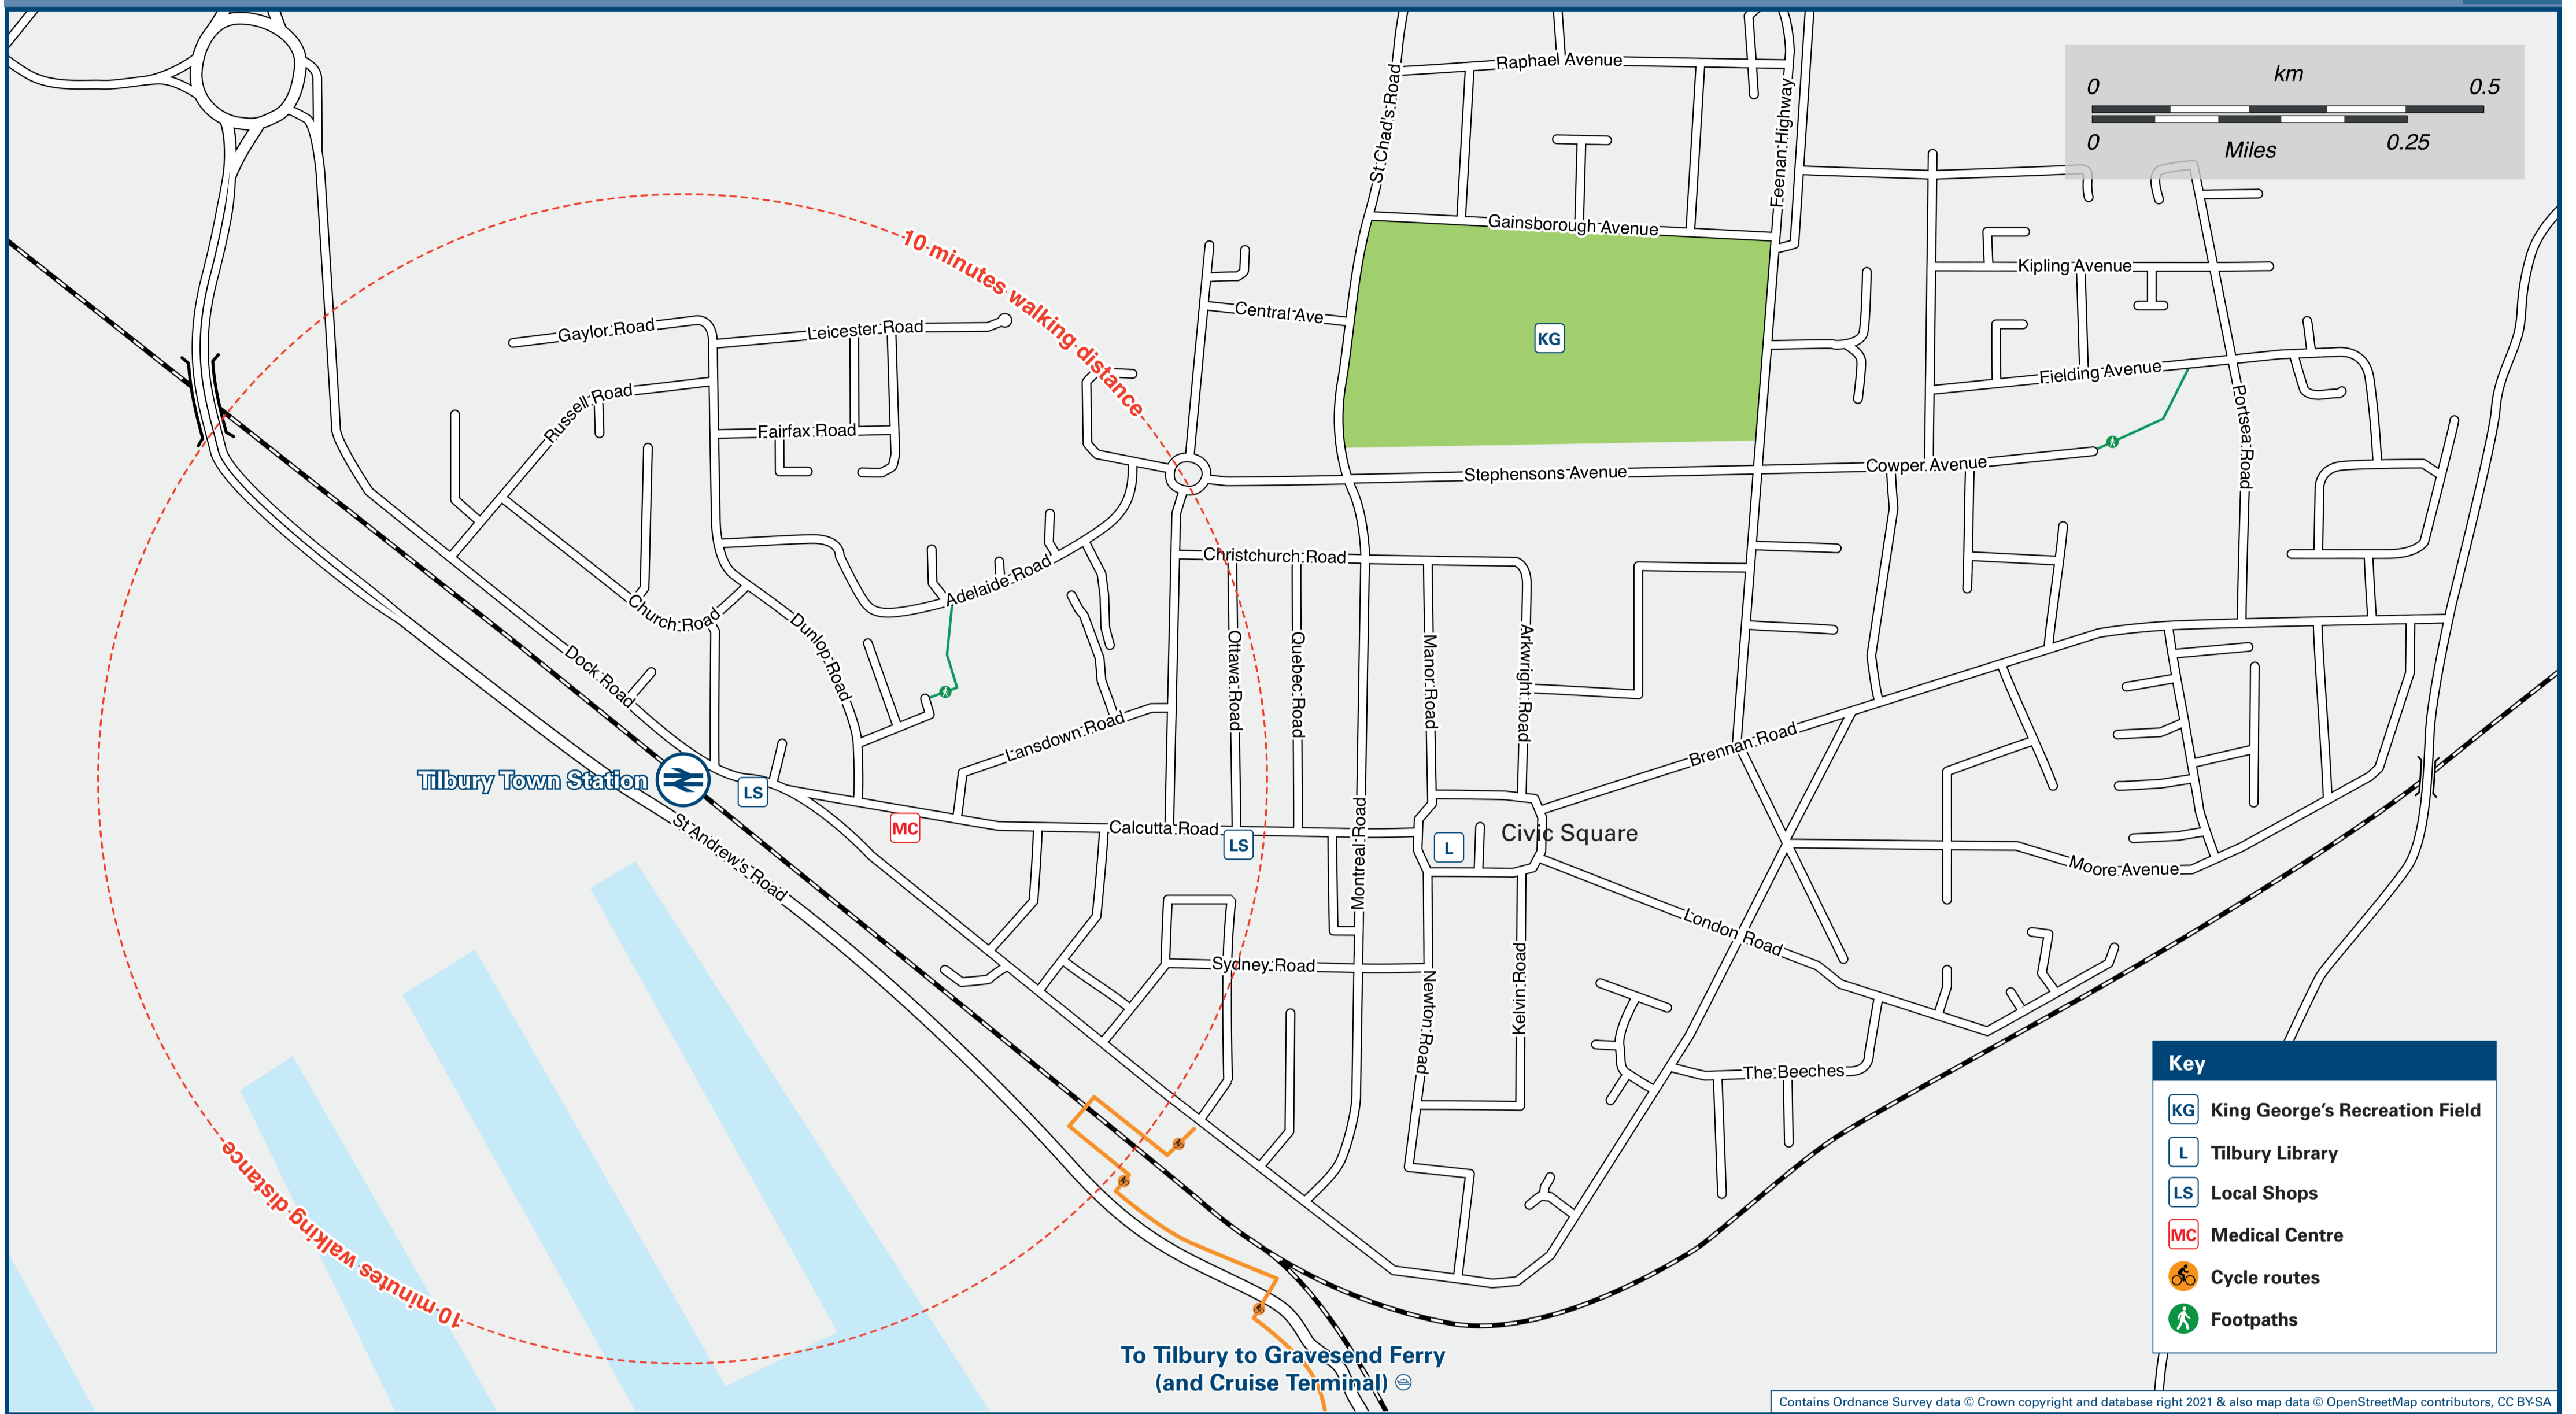 Raphael Avenue
St Chad's Road
Feenan Highway
km
0
0.5
0
0.25
Miles
Gainsborough Avenue
10 minutes walking distance
Central Ave
KG
Kipling Avenue
Gaylor Road
Leicester Road
Russell Road
Fairfax Road
Fielding Avenue
Portsea Road
Stephensons Avenue
Cowper Avenue
Christchurch Road
Adelaide Road
Church Road
Dunlop Road
Dock Road
Ottawa Road
Quebec Road
Manor Road
Arkwright Road
Lansdown Road
Brennan Road
Tilbury Town Station
LS
MC
Calcutta Road
LS
Montreal Road
L
Civic Square
Moore Avenue
St Andrew's Road
London Road
Sydney Road
Newton Road
Kelvin Road
The Beeches
10 minutes walking distance
To Tilbury to Gravesend Ferry
(and Cruise Terminal)
Key
KG King George's Recreation Field
L Tilbury Library
LS Local Shops
MC Medical Centre
Cycle routes
Footpaths
Contains Ordnance Survey data © Crown copyright and database right 2021 & also map data © OpenStreetMap contributors, CC BY-SA